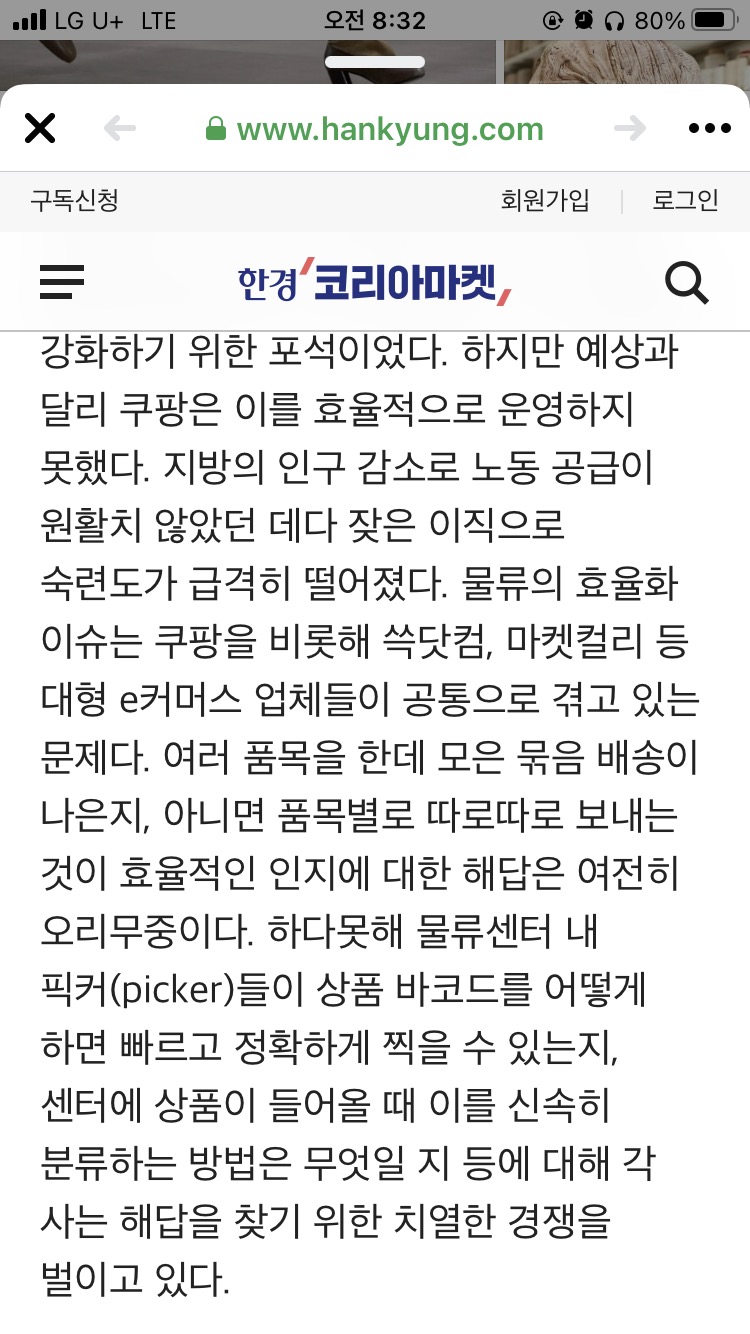 LG U+ LTE 오전 8:32 80%
www.hankyung.com
구독신청 회원가입 로그인
한경 코리아마켓
강화하기 위한 포석이었다. 하지만 예상과
달리 쿠팡은 이를 효율적으로 운영하지
못했다. 지방의 인구 감소로 노동 공급이
원활치 않았던 데다 잦은 이직으로
숙련도가 급격히 떨어졌다. 물류의 효율화
이슈는 쿠팡을 비롯해 쓱닷컴, 마켓컬리 등
대형 e커머스 업체들이 공통으로 겪고 있는
문제다. 여러 품목을 한데 모은 묶음 배송이
나은지, 아니면 품목별로 따로따로 보내는
것이 효율적인 인지에 대한 해답은 여전히
오리무중이다. 하다못해 물류센터 내
픽커(picker)들이 상품 바코드를 어떻게
하면 빠르고 정확하게 찍을 수 있는지,
센터에 상품이 들어올 때 이를 신속히
분류하는 방법은 무엇일 지 등에 대해 각
사는 해답을 찾기 위한 치열한 경쟁을
벌이고 있다.